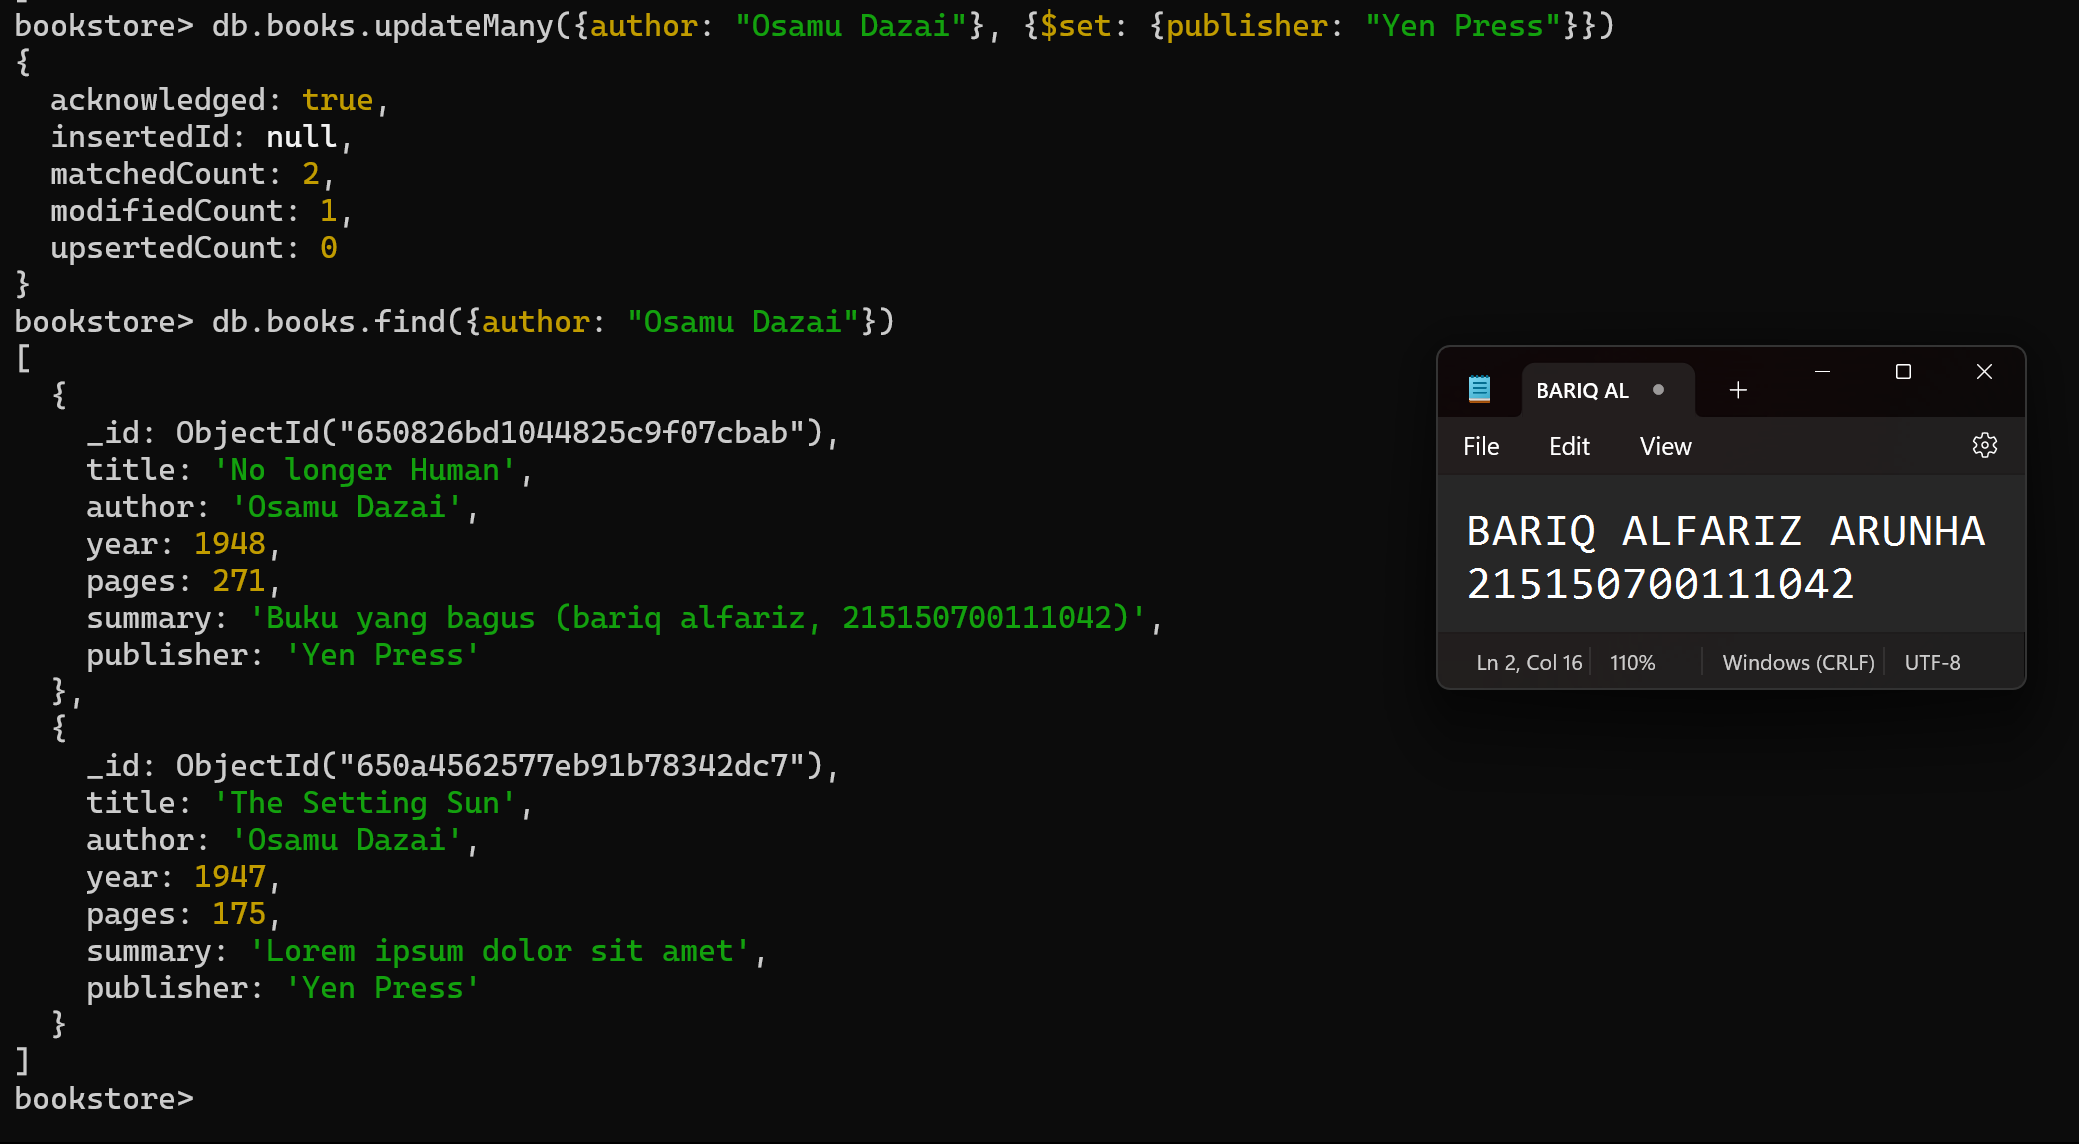 bookstore> db.books.updateMany({author: "Osamu Dazai"}, {$set: {publisher: "Yen Press"}})
{
  acknowledged: true,
  insertedId: null,
  matchedCount: 2,
  modifiedCount: 1,
  upsertedCount: 0
}
bookstore> db.books.find({author: "Osamu Dazai"})
[
  {
    _id: ObjectId("650826bd1044825c9f07cbab"),
    title: 'No longer Human',
    author: 'Osamu Dazai',
    year: 1948,
    pages: 271,
    summary: 'Buku yang bagus (bariq alfariz, 215150700111042)',
    publisher: 'Yen Press'
  },
  {
    _id: ObjectId("650a4562577eb91b78342dc7"),
    title: 'The Setting Sun',
    author: 'Osamu Dazai',
    year: 1947,
    pages: 175,
    summary: 'Lorem ipsum dolor sit amet',
    publisher: 'Yen Press'
  }
]
bookstore>
BARIQ AL
File Edit View
BARIQ ALFARIZ ARUNHA
215150700111042
Ln 2, Col 16 110% Windows (CRLF) UTF-8